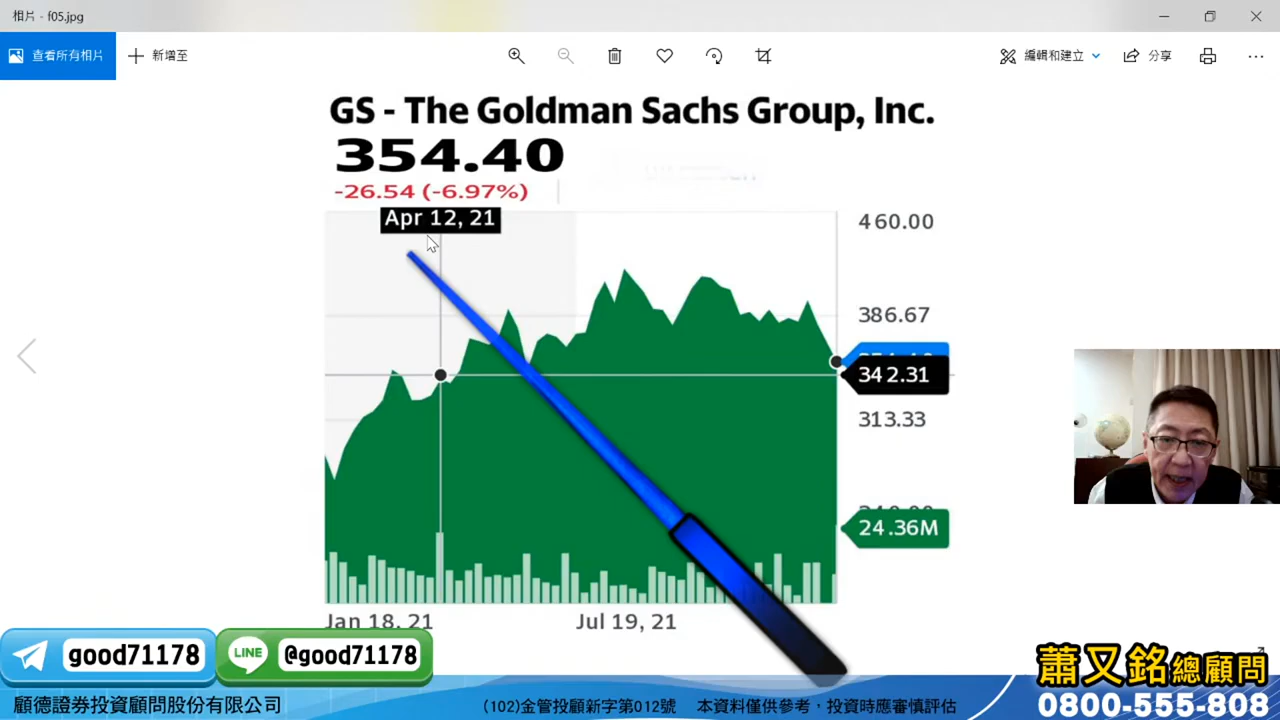 相片 - f05.jpg
查看所有相片
新增至
編輯和建立
分享
GS - The Goldman Sachs Group, Inc.
354.40
-26.54 (-6.97%)
Apr 12, 21
460.00
386.67
342.31
313.33
24.36M
Jan 18, 21
Jul 19, 21
good71178
LINE
@good71178
蕭又銘總顧問
0800-555-808
顧德證券投資顧問股份有限公司
(102)金管投顧新字第012號
本資料僅供參考，投資時應審慎評估